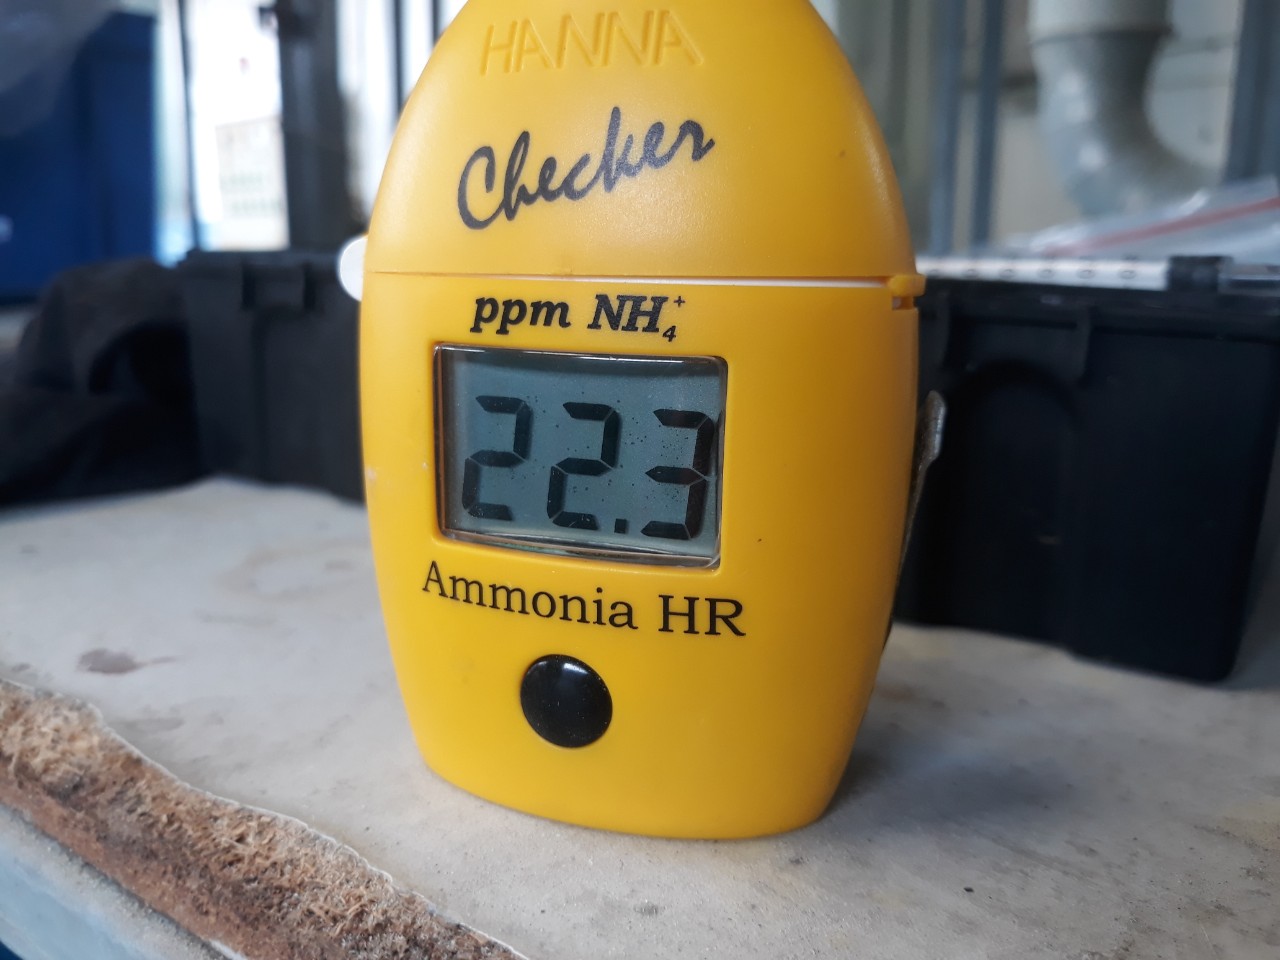 HANNA
Checker
ppm NH₄⁺
22.3
Ammonia HR